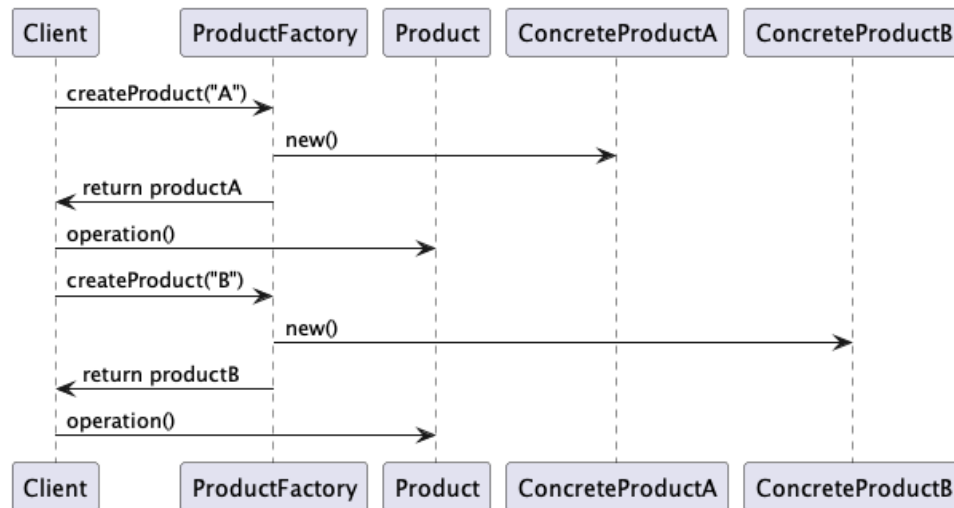 Client ProductFactory Product ConcreteProductA ConcreteProductB
createProduct("A")
new()
return productA
operation()
createProduct("B")
new()
return productB
operation()
Client ProductFactory Product ConcreteProductA ConcreteProductB